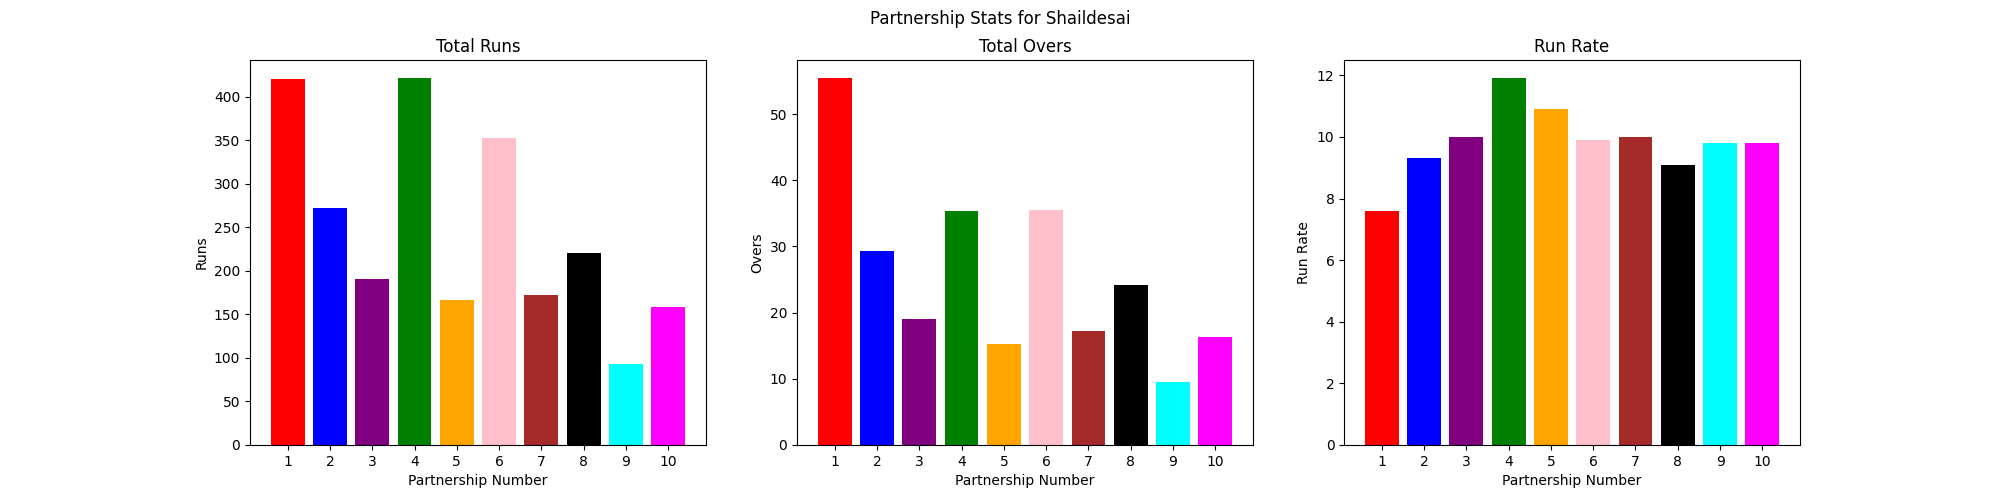 Partnership Stats for Shaildesai
Total Runs
Runs
400
350
300
250
200
150
100
50
0
1 2 3 4 5 6 7 8 9 10
Partnership Number
Total Overs
Overs
50
40
30
20
10
0
1 2 3 4 5 6 7 8 9 10
Partnership Number
Run Rate
Run Rate
12
10
8
6
4
2
0
1 2 3 4 5 6 7 8 9 10
Partnership Number